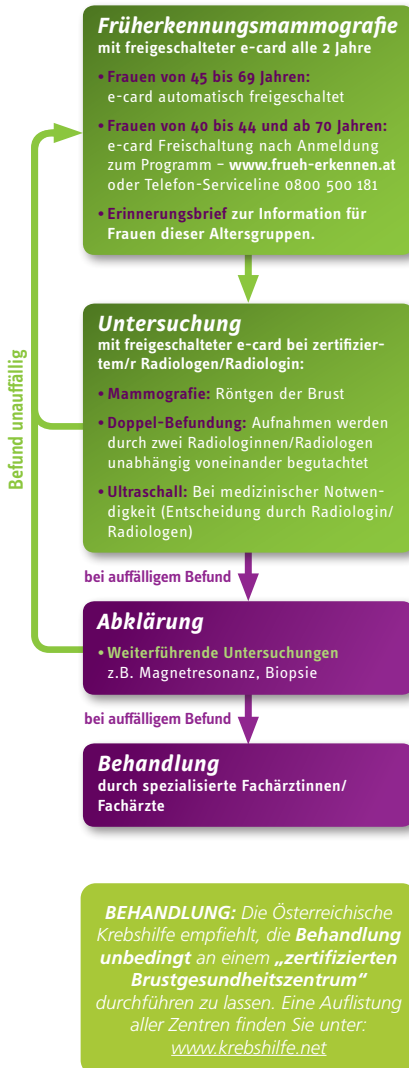 Früherkennungsmammografie
mit freigeschalteter e-card alle 2 Jahre
• Frauen von 45 bis 69 Jahren:
e-card automatisch freigeschaltet
• Frauen von 40 bis 44 und ab 70 Jahren:
e-card Freischaltung nach Anmeldung
zum Programm – www.frueh-erkennen.at
oder Telefon-Serviceline 0800 500 181
• Erinnerungsbrief zur Information für
Frauen dieser Altersgruppen.
Befund unauffällig
Untersuchung
mit freigeschalteter e-card bei zertifizier-
tem/r Radiologen/Radiologin:
• Mammografie: Röntgen der Brust
• Doppel-Befundung: Aufnahmen werden
durch zwei Radiologinnen/Radiologen
unabhängig voneinander begutachtet
• Ultraschall: Bei medizinischer Notwen-
digkeit (Entscheidung durch Radiologin/
Radiologen)
bei auffälligem Befund
Abklärung
• Weiterführende Untersuchungen
z.B. Magnetresonanz, Biopsie
bei auffälligem Befund
Behandlung
durch spezialisierte Fachärztinnen/
Fachärzte
BEHANDLUNG: Die Österreichische
Krebshilfe empfiehlt, die Behandlung
unbedingt an einem „zertifizierten
Brustgesundheitszentrum“
durchführen zu lassen. Eine Auflistung
aller Zentren finden Sie unter:
www.krebshilfe.net